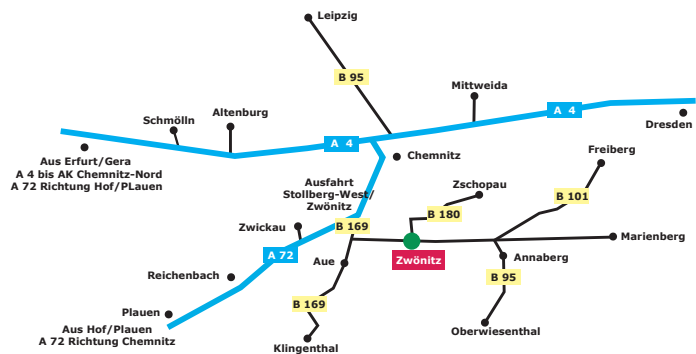 Leipzig
B 95
Mittweida
A 4
Altenburg
Schmölln
Dresden
A 4
Freiberg
Aus Erfurt/Gera
A 4 bis AK Chemnitz-Nord
A 72 Richtung Hof/PLauen
Chemnitz
Ausfahrt
Stollberg-West/
Zwönitz
Zschopau
B 101
B 180
Zwickau
B 169
Marienberg
A 72
Aue
Zwönitz
Annaberg
Reichenbach
B 95
B 169
Plauen
Aus Hof/Plauen
A 72 Richtung Chemnitz
Oberwiesenthal
Klingenthal